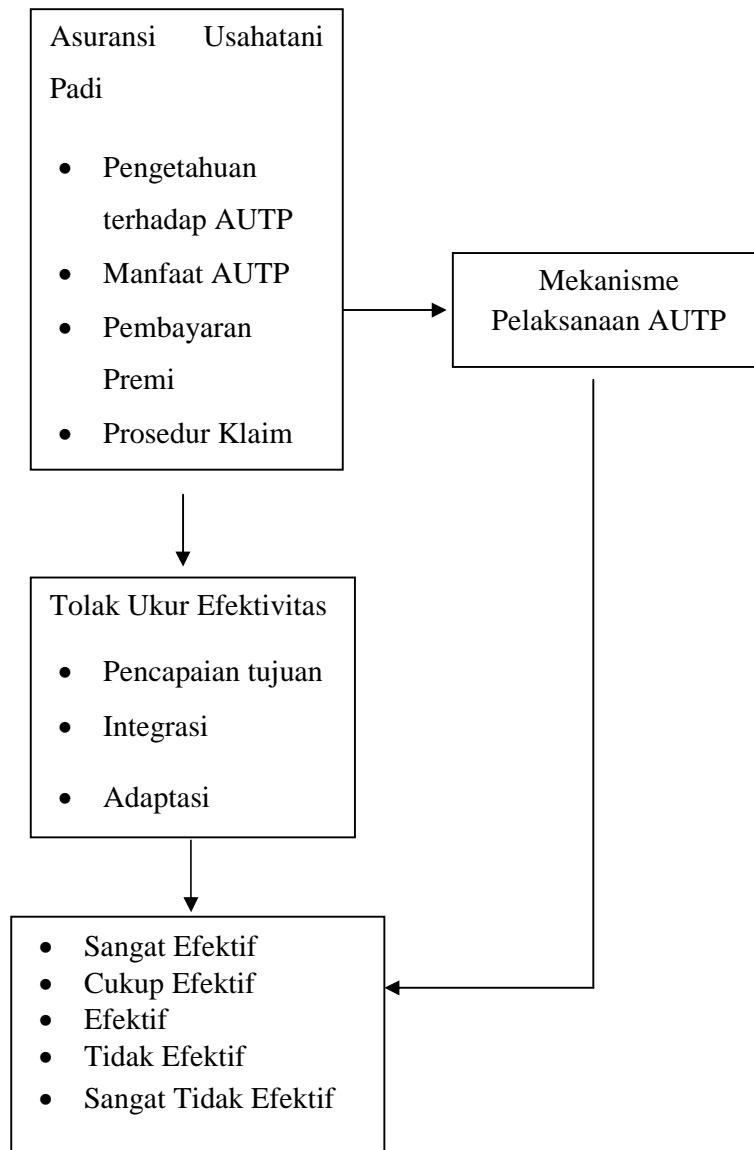 Asuransi Usahatani
Padi
• Pengetahuan
terhadap AUTP
• Manfaat AUTP
• Pembayaran
Premi
• Prosedur Klaim
Mekanisme
Pelaksanaan AUTP
Tolak Ukur Efektivitas
• Pencapaian tujuan
• Integrasi
• Adaptasi
• Sangat Efektif
• Cukup Efektif
• Efektif
• Tidak Efektif
• Sangat Tidak Efektif